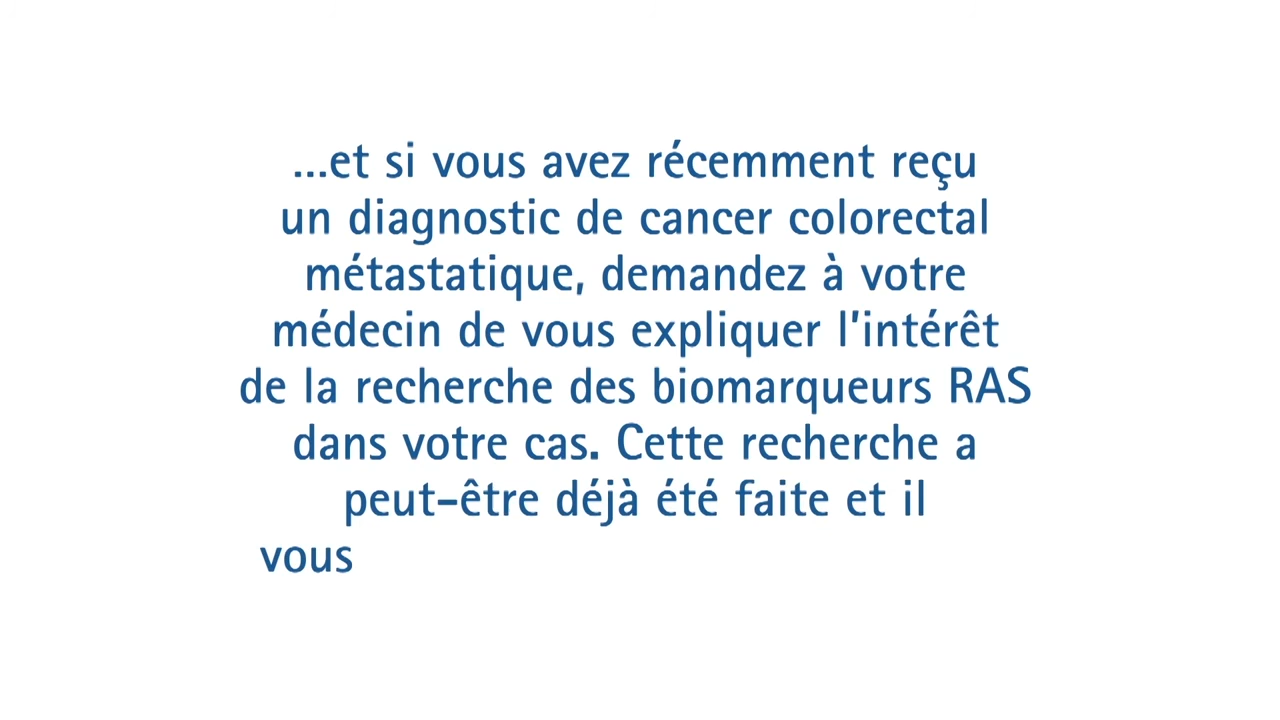 ...et si vous avez récemment reçu
un diagnostic de cancer colorectal
métastatique, demandez à votre
médecin de vous expliquer l'intérêt
de la recherche des biomarqueurs RAS
dans votre cas. Cette recherche a
peut-être déjà été faite et il
vous